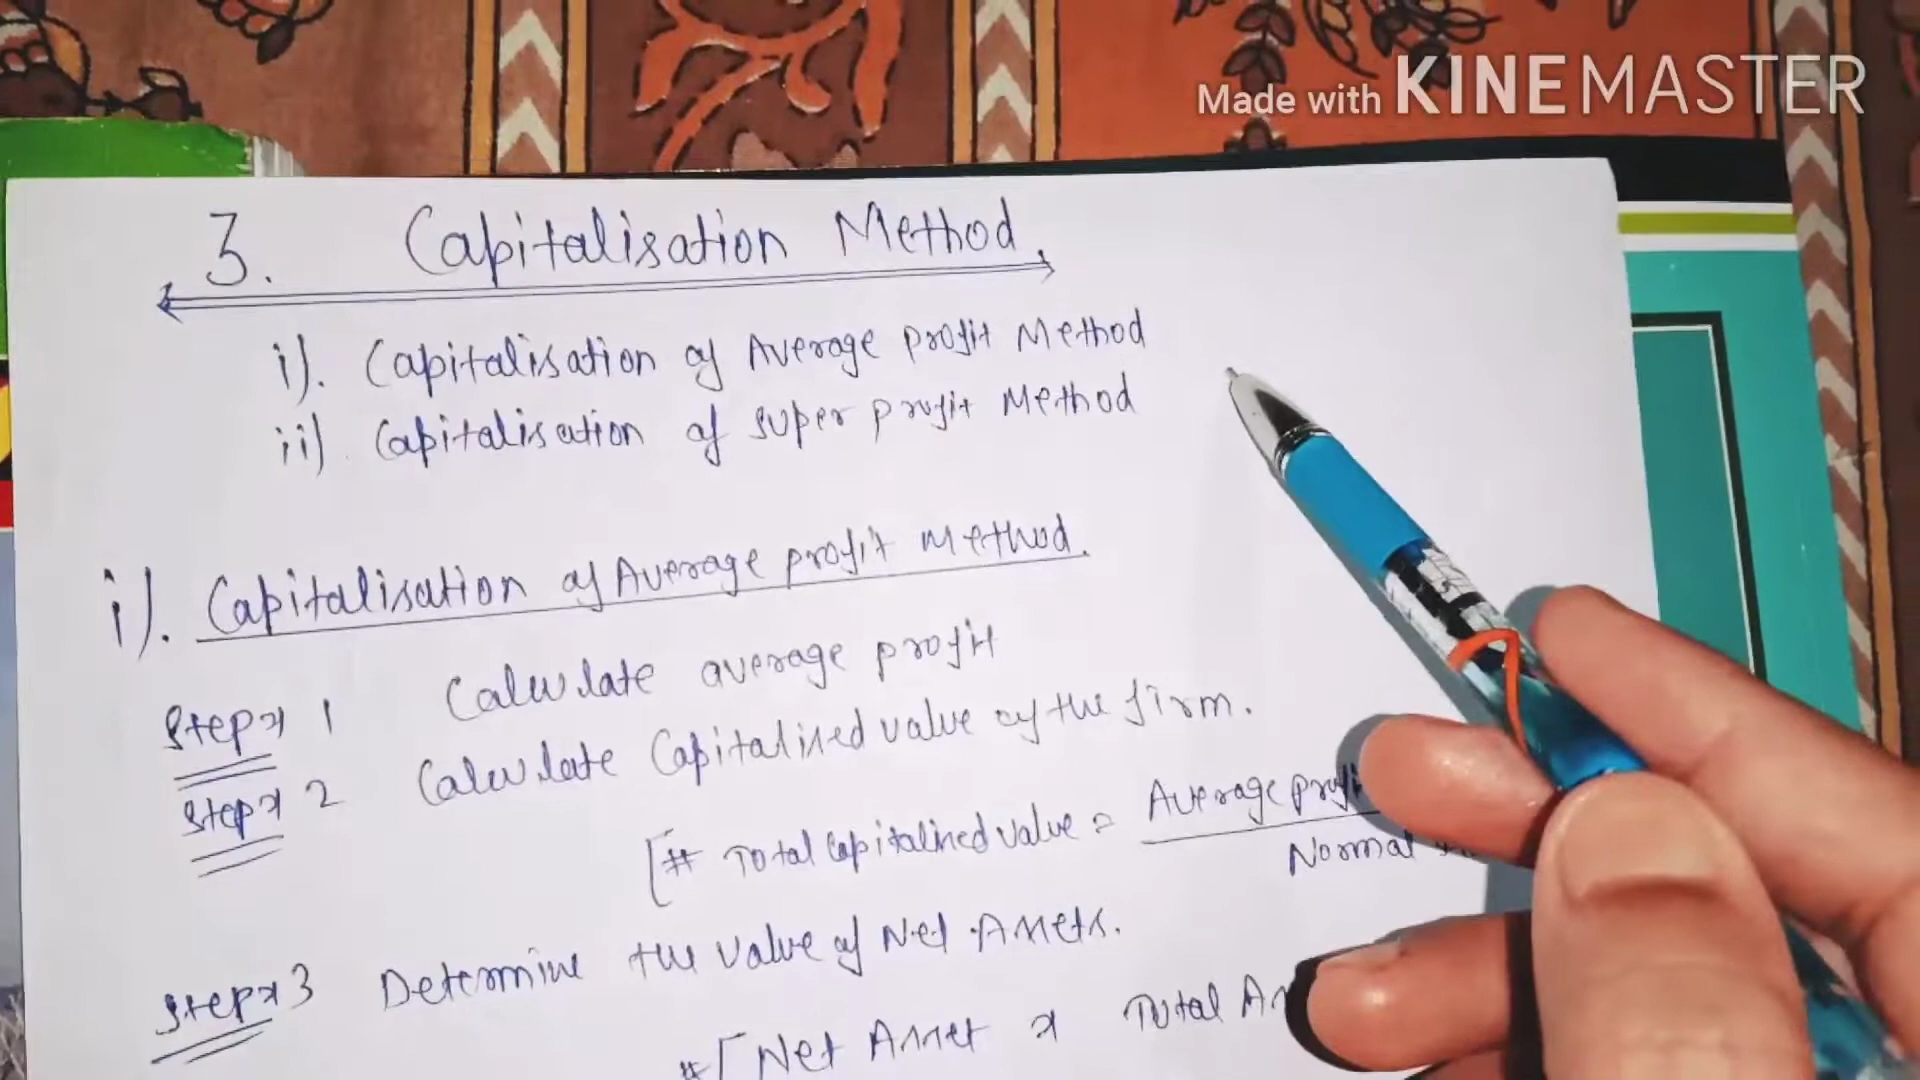 Made with KINEMASTER
3. Capitalisation Method.
i). Capitalisation of Average profit Method
ii). Capitalisation of super profit Method
i). Capitalisation of Average profit Method.
Step 1 Calculate average profit
Step 2 Calculate Capitalised value of the firm.
[# Total Capitalised value = Average profit
Normal
Step 3 Determine the value of Net Assets.
#[Net Asset Total